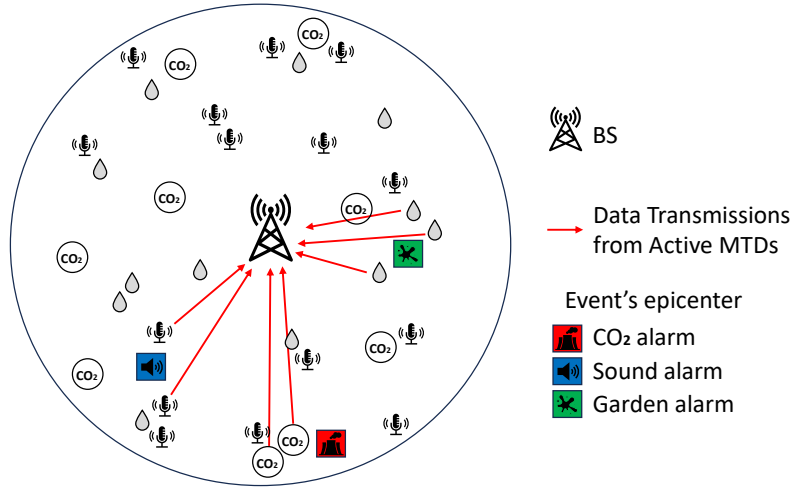 CO₂
CO₂
BS
CO₂
CO₂
Data Transmissions
from Active MTDs
CO₂
Event's epicenter
CO₂
CO₂ alarm
CO₂
Sound alarm
Garden alarm
CO₂
CO₂